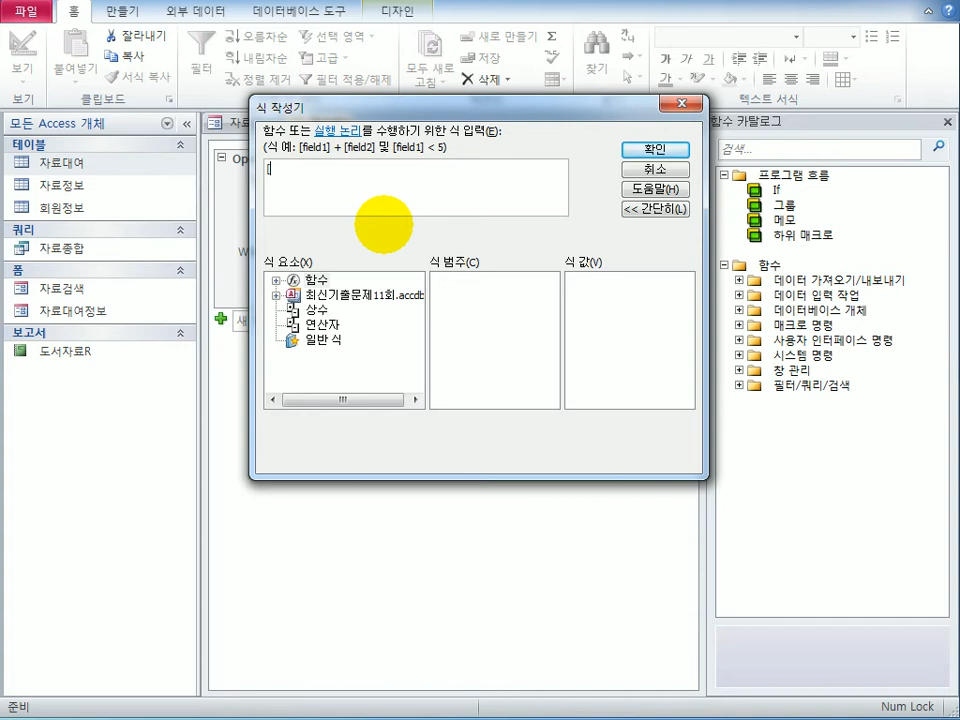 파일 홈 만들기 외부 데이터 데이터베이스 도구 디자인
잘라내기
복사
서식 복사
보기 붙여넣기
보기 클립보드
필터 오름차순 선택 영역
내림차순 고급
정렬 제거 필터 적용/해제
모두 새로 고침
새로 만들기
저장
삭제
찾기
가 가 가
가
텍스트 서식
모든 Access 개체
테이블
자료대여
자료정보
회원정보
쿼리
자료종합
폼
자료검색
자료대여정보
보고서
도서자료R
자료
Op
W
새
식 작성기
함수 또는 실행 논리를 수행하기 위한 식 입력(E):
(식 예: [field1] + [field2] 및 [field1] < 5)
[
확인
취소
도움말(H)
<< 간단히(L)
식 요소(X) 식 범주(C) 식 값(V)
함수
최신기출문제11회.accdb
상수
연산자
일반 식
함수 카탈로그
검색...
프로그램 흐름
If
그룹
메모
하위 매크로
함수
데이터 가져오기/내보내기
데이터 입력 작업
데이터베이스 개체
매크로 명령
사용자 인터페이스 명령
시스템 명령
창 관리
필터/쿼리/검색
준비 Num Lock